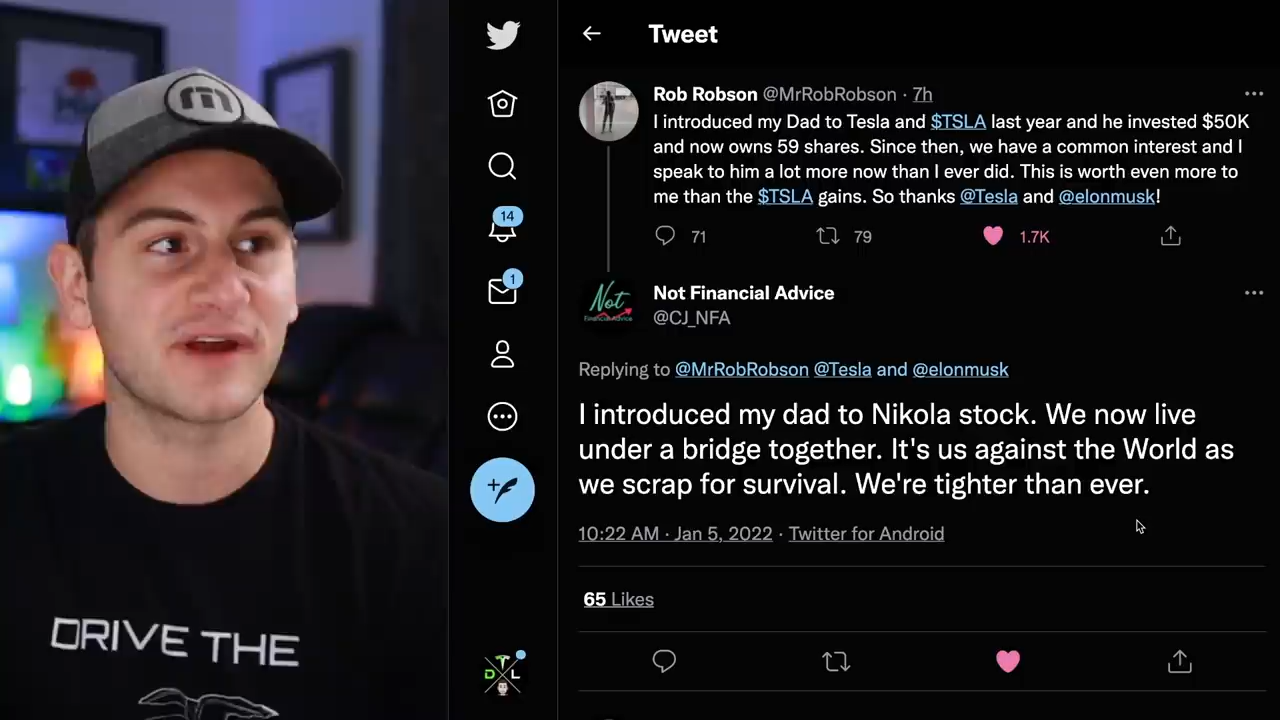 Tweet
Rob Robson @MrRobRobson · 7h
I introduced my Dad to Tesla and $TSLA last year and he invested $50K
and now owns 59 shares. Since then, we have a common interest and I
speak to him a lot more now than I ever did. This is worth even more to
me than the $TSLA gains. So thanks @Tesla and @elonmusk!
71 79 1.7K
14
1
Not
Financial Advice
Not Financial Advice
@CJ_NFA
Replying to @MrRobRobson @Tesla and @elonmusk
I introduced my dad to Nikola stock. We now live
under a bridge together. It's us against the World as
we scrap for survival. We're tighter than ever.
10:22 AM · Jan 5, 2022 · Twitter for Android
65 Likes
D L
DRIVE THE